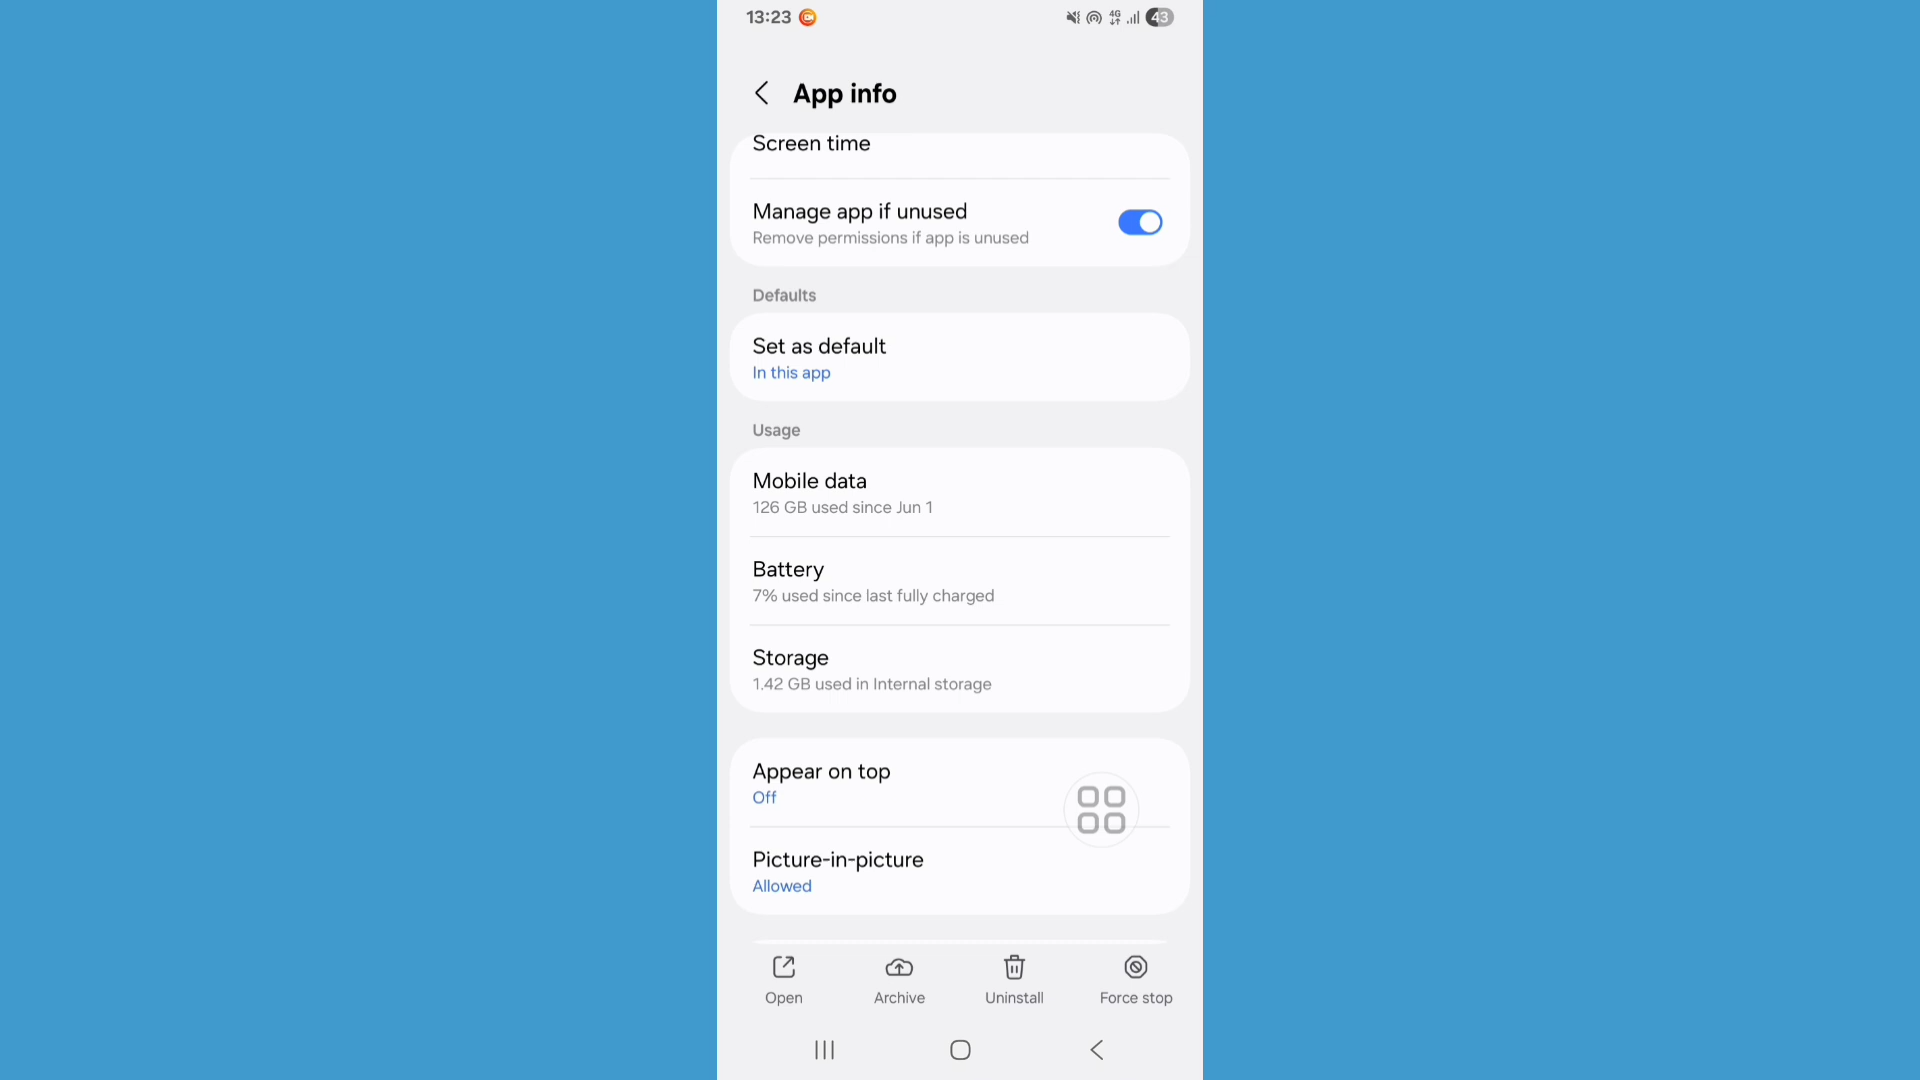 13:23
4G
43
App info
Screen time
Manage app if unused
Remove permissions if app is unused
Defaults
Set as default
In this app
Usage
Mobile data
126 GB used since Jun 1
Battery
7% used since last fully charged
Storage
1.42 GB used in Internal storage
Appear on top
Off
Picture-in-picture
Allowed
Open
Archive
Uninstall
Force stop